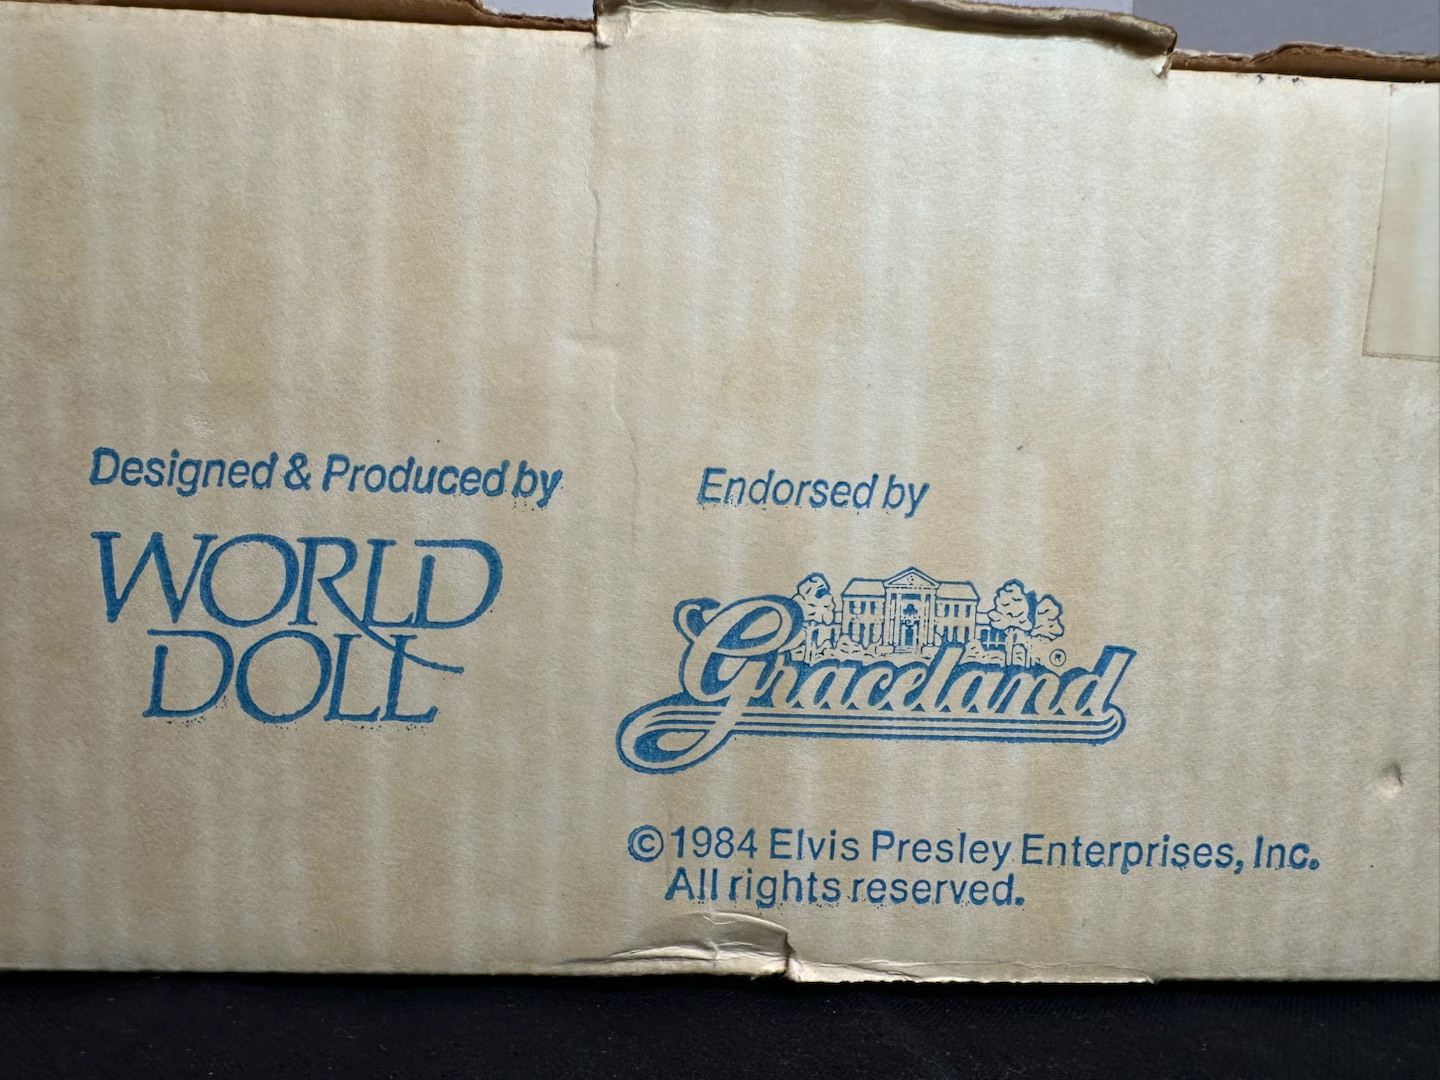 Designed & Produced by
WORLD
DOLL
Endorsed by
Graceland®
©1984 Elvis Presley Enterprises, Inc.
All rights reserved.